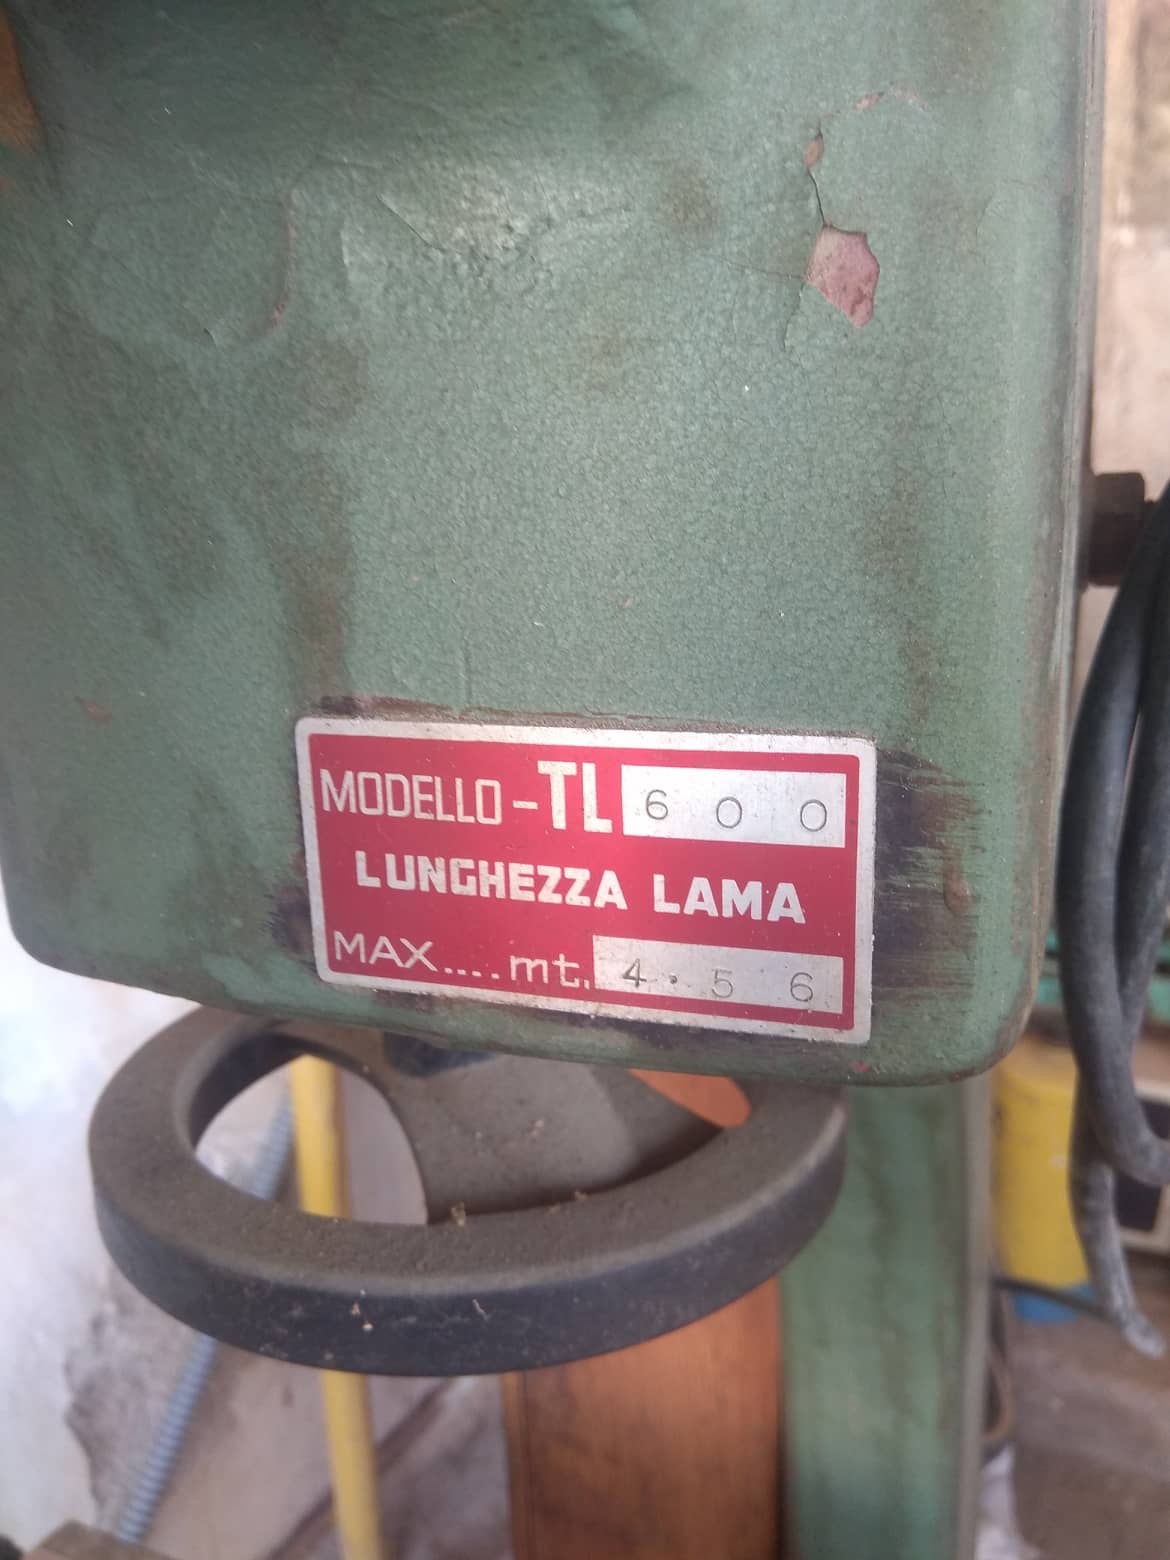 MODELLO-TL 600
LUNGHEZZA LAMA
MAX....mt. 4.56